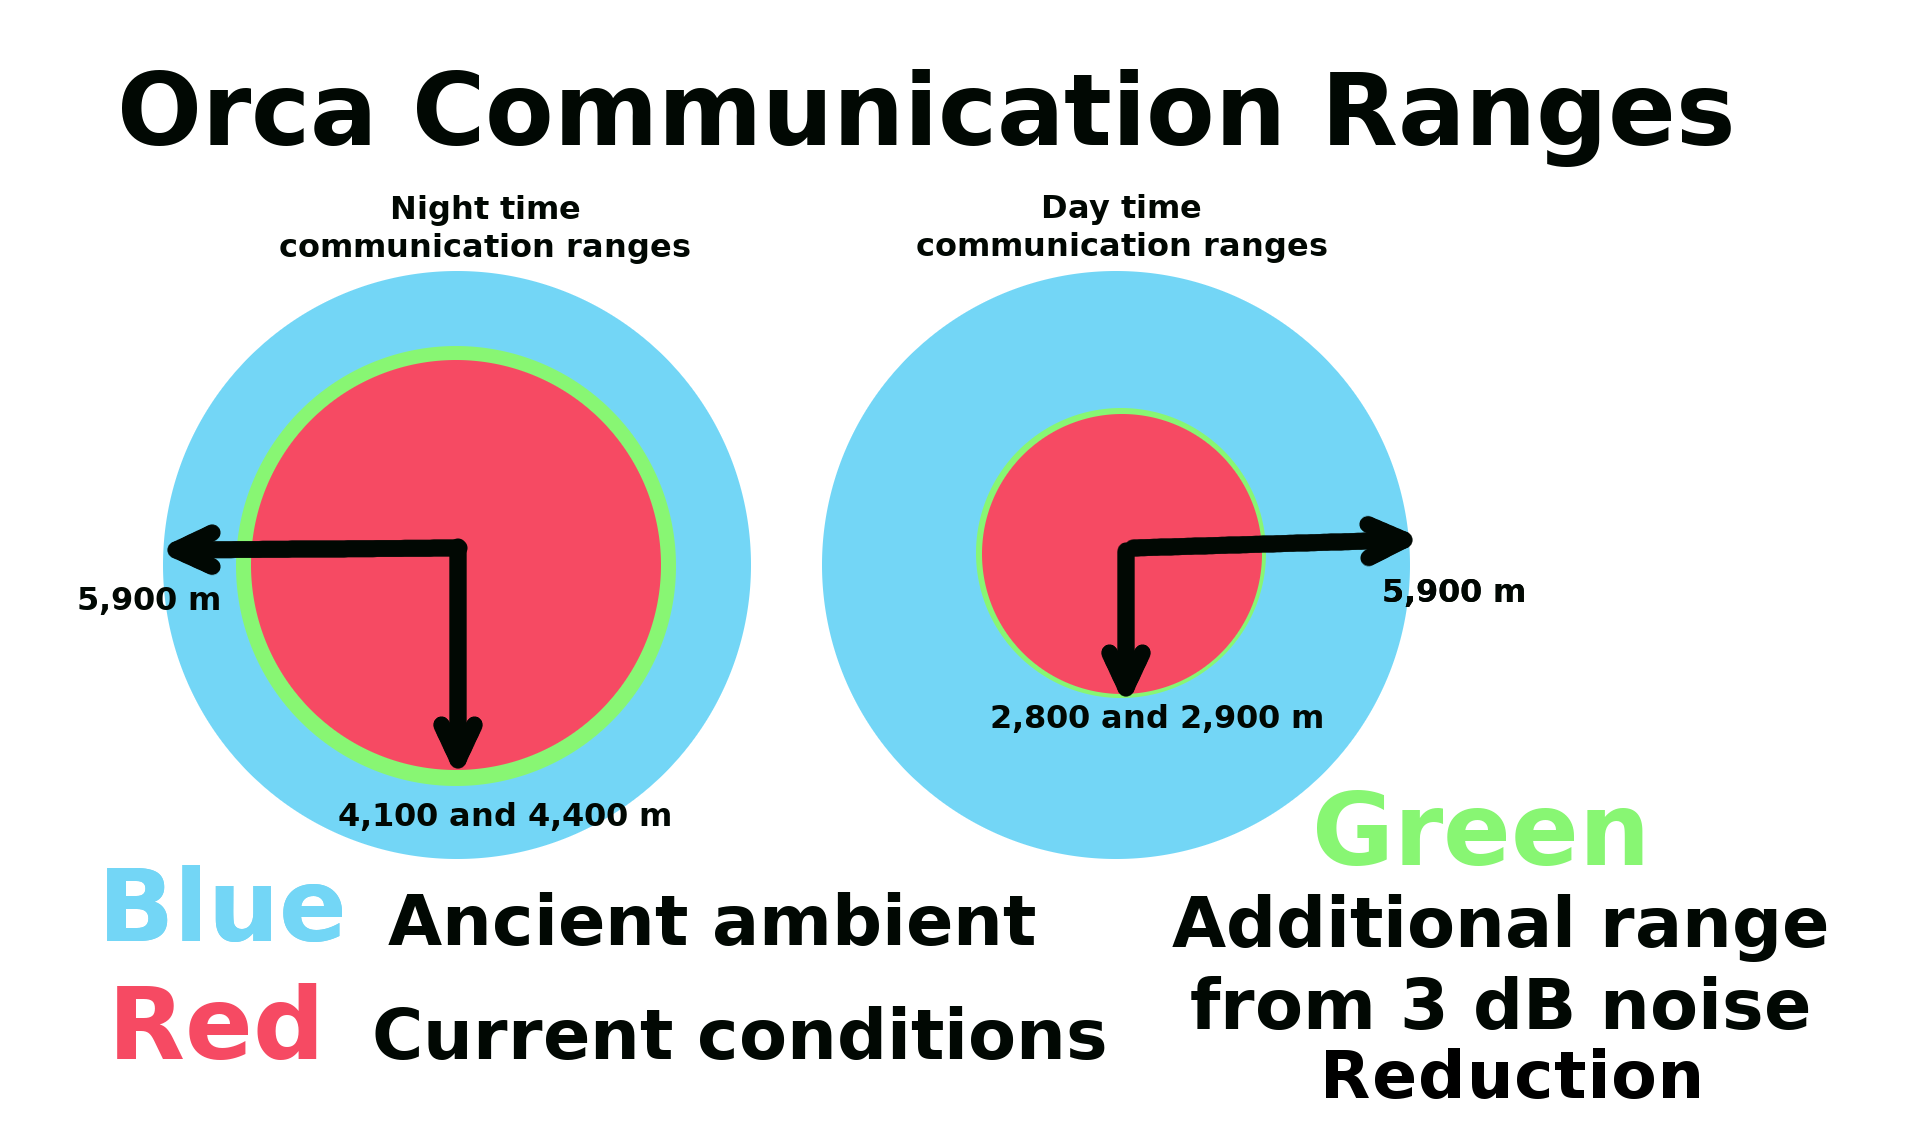 Orca Communication Ranges
Night time
communication ranges
Day time
communication ranges
5,900 m
5,900 m
2,800 and 2,900 m
4,100 and 4,400 m
Blue Ancient ambient
Red Current conditions
Green
Additional range
from 3 dB noise
Reduction